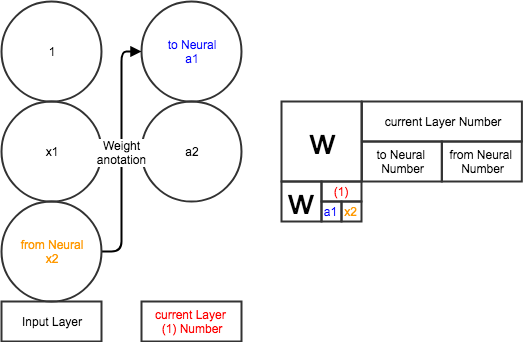 1
to Neural
a1
x1
Weight
anotation
a2
from Neural
x2
Input Layer
current Layer
(1) Number
W
current Layer Number
to Neural
Number
from Neural
Number
W
(1)
a1
x2